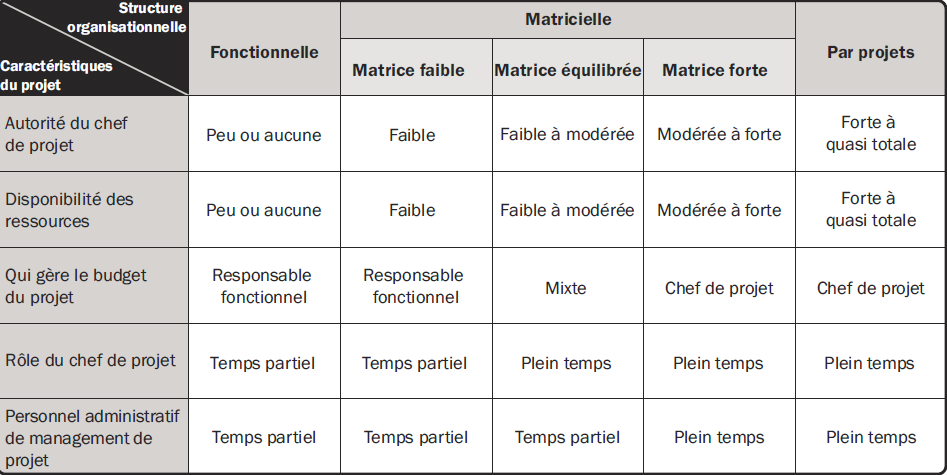 Structure
organisationnelle
Caractéristiques
du projet
Fonctionnelle
Matricielle
Matrice faible
Matrice équilibrée
Matrice forte
Par projets
Autorité du chef
de projet
Peu ou aucune
Faible
Faible à modérée
Modérée à forte
Forte à
quasi totale
Disponibilité des
ressources
Peu ou aucune
Faible
Faible à modérée
Modérée à forte
Forte à
quasi totale
Qui gère le budget
du projet
Responsable
fonctionnel
Responsable
fonctionnel
Mixte
Chef de projet
Chef de projet
Rôle du chef de projet
Temps partiel
Temps partiel
Plein temps
Plein temps
Plein temps
Personnel administratif
de management de
projet
Temps partiel
Temps partiel
Temps partiel
Plein temps
Plein temps